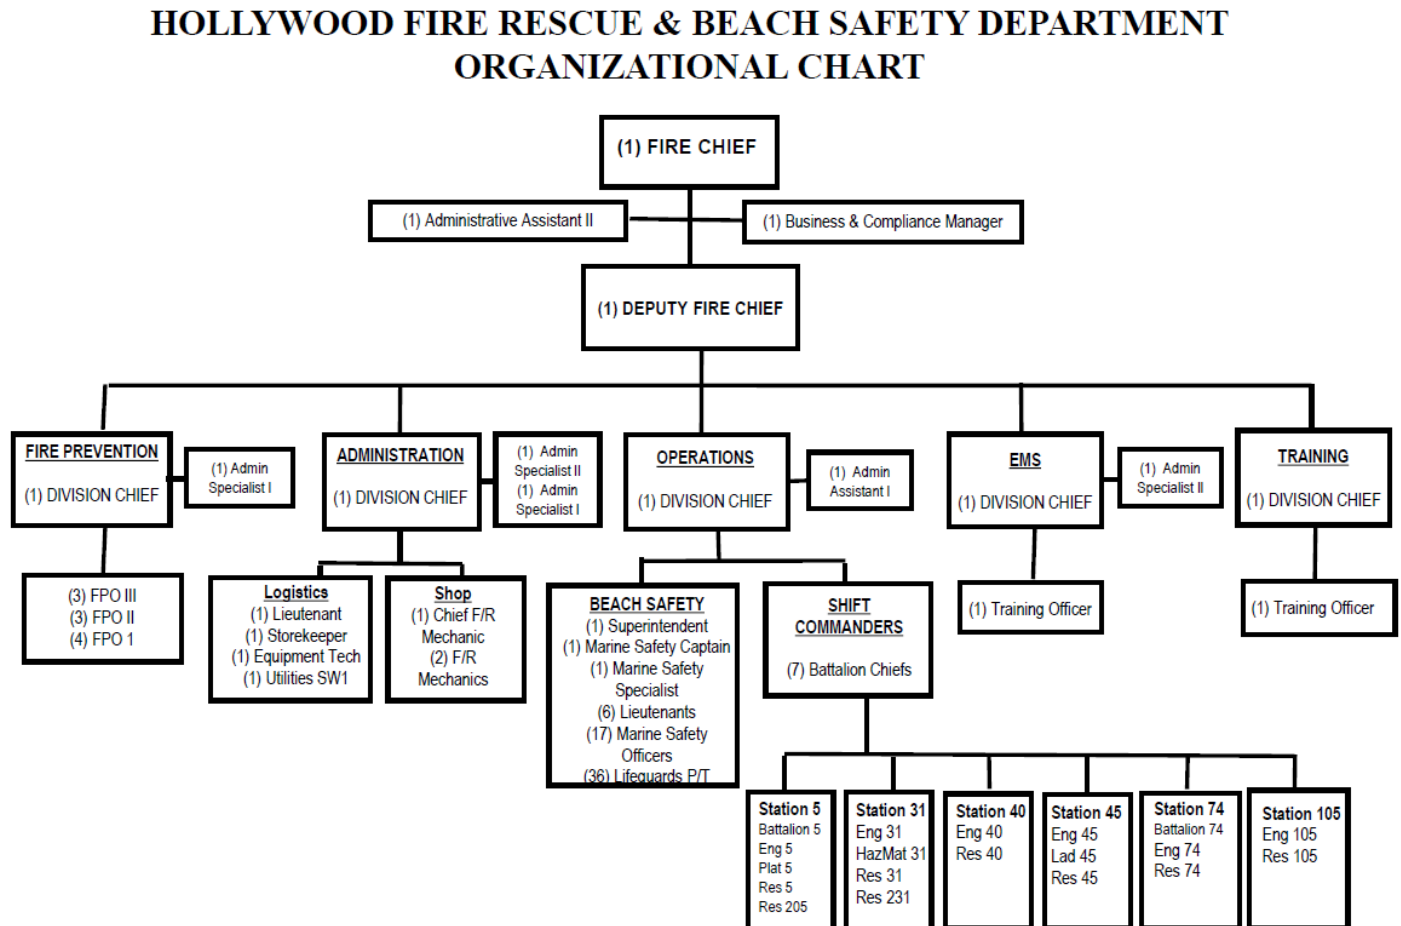 HOLLYWOOD FIRE RESCUE & BEACH SAFETY DEPARTMENT
ORGANIZATIONAL CHART
(1) FIRE CHIEF
(1) Administrative Assistant II
(1) Business & Compliance Manager
(1) DEPUTY FIRE CHIEF
FIRE PREVENTION
(1) DIVISION CHIEF
(1) Admin
Specialist I
ADMINISTRATION
(1) DIVISION CHIEF
(1) Admin
Specialist II
(1) Admin
Specialist I
OPERATIONS
(1) DIVISION CHIEF
(1) Admin
Assistant I
EMS
(1) DIVISION CHIEF
(1) Admin
Specialist II
TRAINING
(1) DIVISION CHIEF
(3) FPO III
(3) FPO II
(4) FPO 1
Logistics
(1) Lieutenant
(1) Storekeeper
(1) Equipment Tech
(1) Utilities SW1
Shop
(1) Chief F/R
Mechanic
(2) F/R
Mechanics
BEACH SAFETY
(1) Superintendent
(1) Marine Safety Captain
(1) Marine Safety
Specialist
(6) Lieutenants
(17) Marine Safety
Officers
(36) Lifeguards P/T
SHIFT
COMMANDERS
(7) Battalion Chiefs
(1) Training Officer
(1) Training Officer
Station 5
Battalion 5
Eng 5
Plat 5
Res 5
Res 205
Station 31
Eng 31
HazMat 31
Res 31
Res 231
Station 40
Eng 40
Res 40
Station 45
Eng 45
Lad 45
Res 45
Station 74
Battalion 74
Eng 74
Res 74
Station 105
Eng 105
Res 105